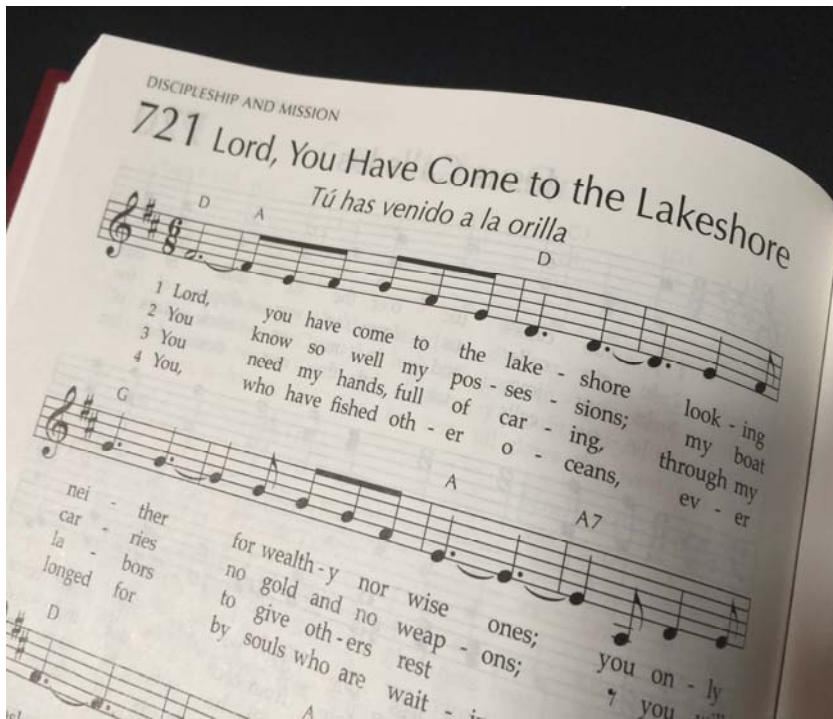 DISCIPLESHIP AND MISSION
721 Lord, You Have Come to the Lakeshore
Tú has venido a la orilla
D A D
6
8
1 Lord, you have come to the lake - shore look - ing
2 You know so well my pos - ses - sions; my boat
3 You need my hands, full of car - ing, through my
4 You, who have fished oth - er o - ceans, ev - er
G A A7
nei - ther for wealth - y nor wise ones; you on - ly
car - ries no gold and no weap - ons; you
la - bors to give oth - ers rest
longed for by souls who are wait -
D A